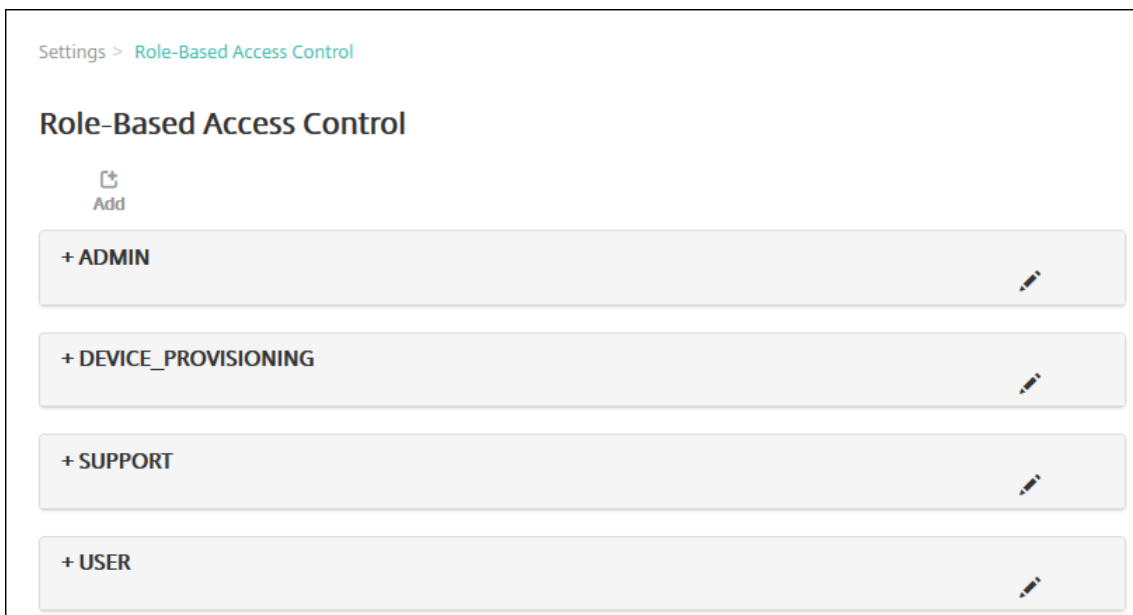 Settings > Role-Based Access Control
Role-Based Access Control
Add
+ ADMIN
+ DEVICE_PROVISIONING
+ SUPPORT
+ USER